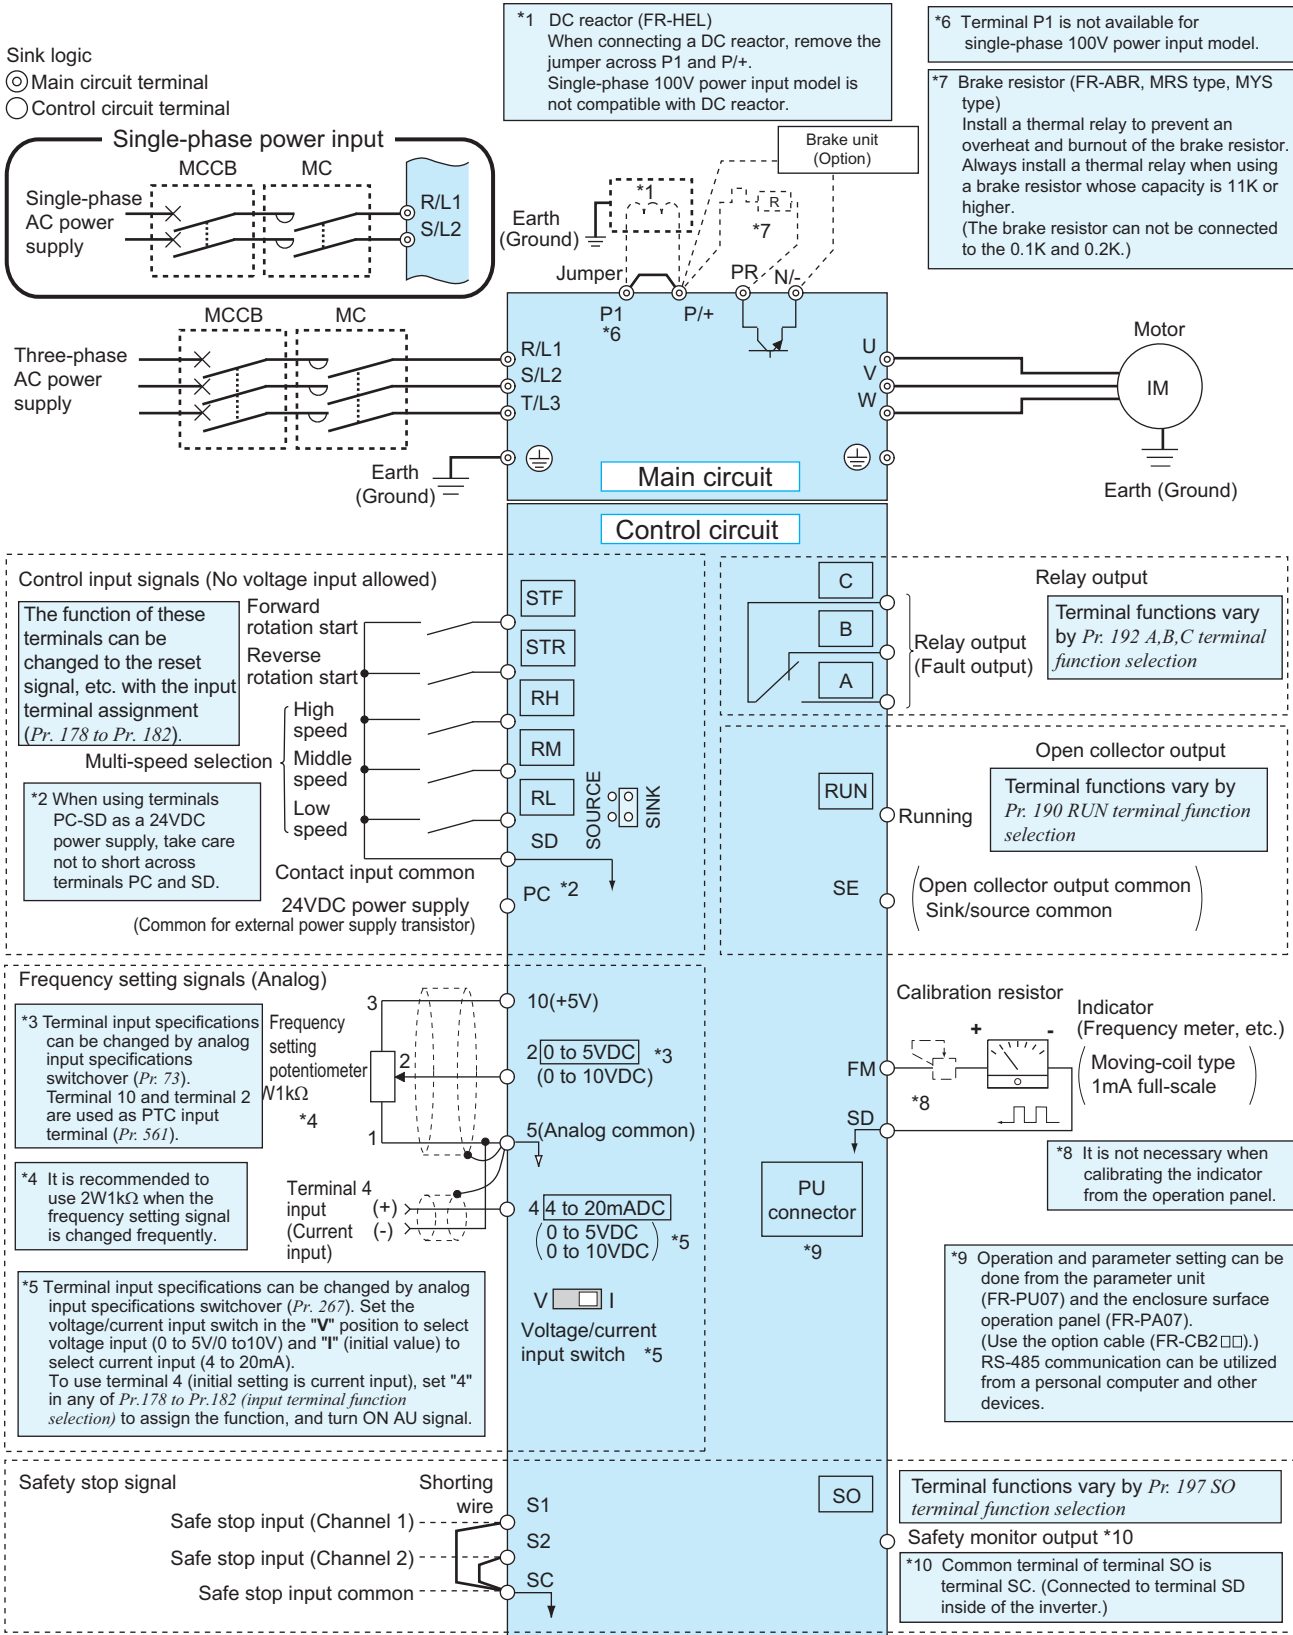 Sink logic
Main circuit terminal
Control circuit terminal
*1 DC reactor (FR-HEL)
When connecting a DC reactor, remove the
jumper across P1 and P/+.
Single-phase 100V power input model is
not compatible with DC reactor.
*6 Terminal P1 is not available for
single-phase 100V power input model.
*7 Brake resistor (FR-ABR, MRS type, MYS
type)
Install a thermal relay to prevent an
overheat and burnout of the brake resistor.
Always install a thermal relay when using
a brake resistor whose capacity is 11K or
higher.
(The brake resistor can not be connected
to the 0.1K and 0.2K.)
Single-phase power input
MCCB MC
Single-phase
AC power
supply
R/L1
S/L2
Brake unit
(Option)
*1
R
*7
Earth
(Ground)
Jumper
PR N/-
P1 P/+
*6
MCCB MC
Three-phase
AC power
supply
R/L1
S/L2
T/L3
U
V
W
Motor
IM
Earth
(Ground)
Main circuit
Earth (Ground)
Control circuit
Control input signals (No voltage input allowed)
The function of these
terminals can be
changed to the reset
signal, etc. with the input
terminal assignment
(Pr. 178 to Pr. 182).
Forward
rotation start
Reverse
rotation start
High
speed
Multi-speed selection
Middle
speed
Low
speed
STF
STR
RH
RM
RL
SD
SOURCE
SINK
*2 When using terminals
PC-SD as a 24VDC
power supply, take care
not to short across
terminals PC and SD.
Contact input common
PC *2
24VDC power supply
(Common for external power supply transistor)
C
B
A
Relay output
Relay output
(Fault output)
Terminal functions vary
by Pr. 192 A,B,C terminal
function selection
Open collector output
RUN
Running
Terminal functions vary by
Pr. 190 RUN terminal function
selection
SE
Open collector output common
Sink/source common
Frequency setting signals (Analog)
*3 Terminal input specifications
can be changed by analog
input specifications
switchover (Pr. 73).
Terminal 10 and terminal 2
are used as PTC input
terminal (Pr. 561).
Frequency
setting
potentiometer
W1kΩ
*4
3
2
1
10(+5V)
2 0 to 5VDC *3
(0 to 10VDC)
5(Analog common)
*4 It is recommended to
use 2W1kΩ when the
frequency setting signal
is changed frequently.
Terminal 4
input
(Current
input)
(+)
(-)
4 4 to 20mADC
0 to 5VDC
0 to 10VDC
*5
V I
Voltage/current
input switch *5
*5 Terminal input specifications can be changed by analog
input specifications switchover (Pr. 267). Set the
voltage/current input switch in the "V" position to select
voltage input (0 to 5V/0 to10V) and "I" (initial value) to
select current input (4 to 20mA).
To use terminal 4 (initial setting is current input), set "4"
in any of Pr.178 to Pr.182 (input terminal function
selection) to assign the function, and turn ON AU signal.
Calibration resistor
Indicator
(Frequency meter, etc.)
+ -
Moving-coil type
1mA full-scale
FM
*8
SD
*8 It is not necessary when
calibrating the indicator
from the operation panel.
PU
connector
*9
*9 Operation and parameter setting can be
done from the parameter unit
(FR-PU07) and the enclosure surface
operation panel (FR-PA07).
(Use the option cable (FR-CB2□□).)
RS-485 communication can be utilized
from a personal computer and other
devices.
Safety stop signal
Shorting
wire
Safe stop input (Channel 1)
Safe stop input (Channel 2)
Safe stop input common
S1
S2
SC
SO
Terminal functions vary by Pr. 197 SO
terminal function selection
Safety monitor output *10
*10 Common terminal of terminal SO is
terminal SC. (Connected to terminal SD
inside of the inverter.)